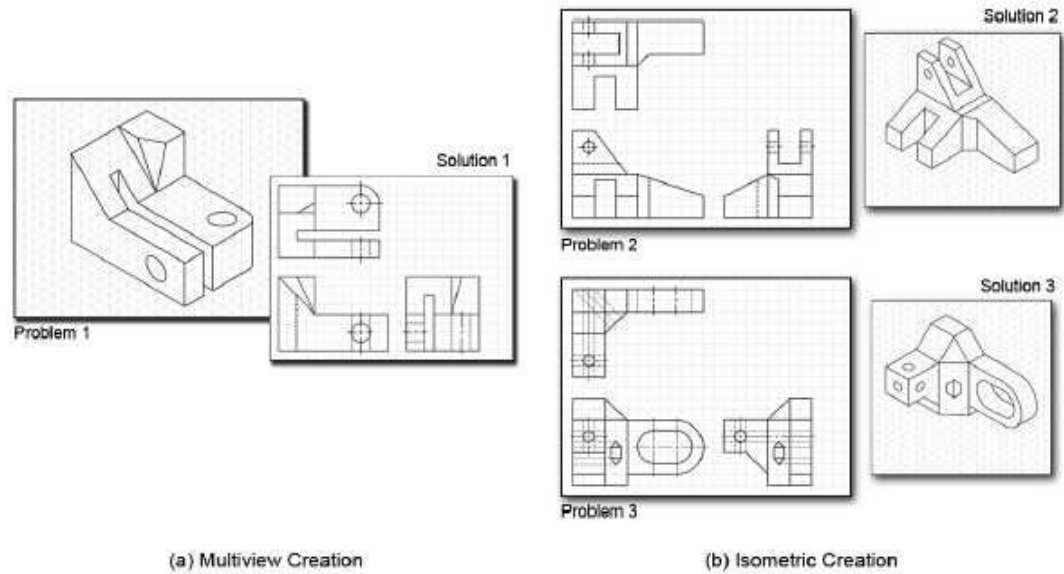 Solution 2
Solution 1
Problem 1
Problem 2
Solution 3
Problem 3
(a) Multiview Creation
(b) Isometric Creation